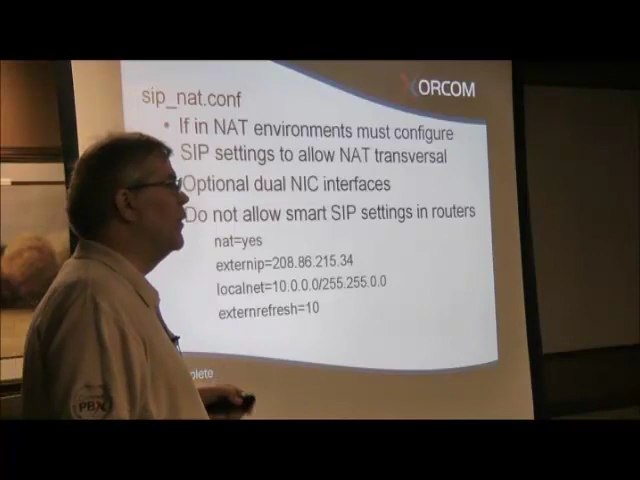 XORCOM
sip_nat.conf
• If in NAT environments must configure
SIP settings to allow NAT transversal
Optional dual NIC interfaces
Do not allow smart SIP settings in routers
nat=yes
externip=208.86.215.34
localnet=10.0.0.0/255.255.0.0
externrefresh=10
plete
PBX